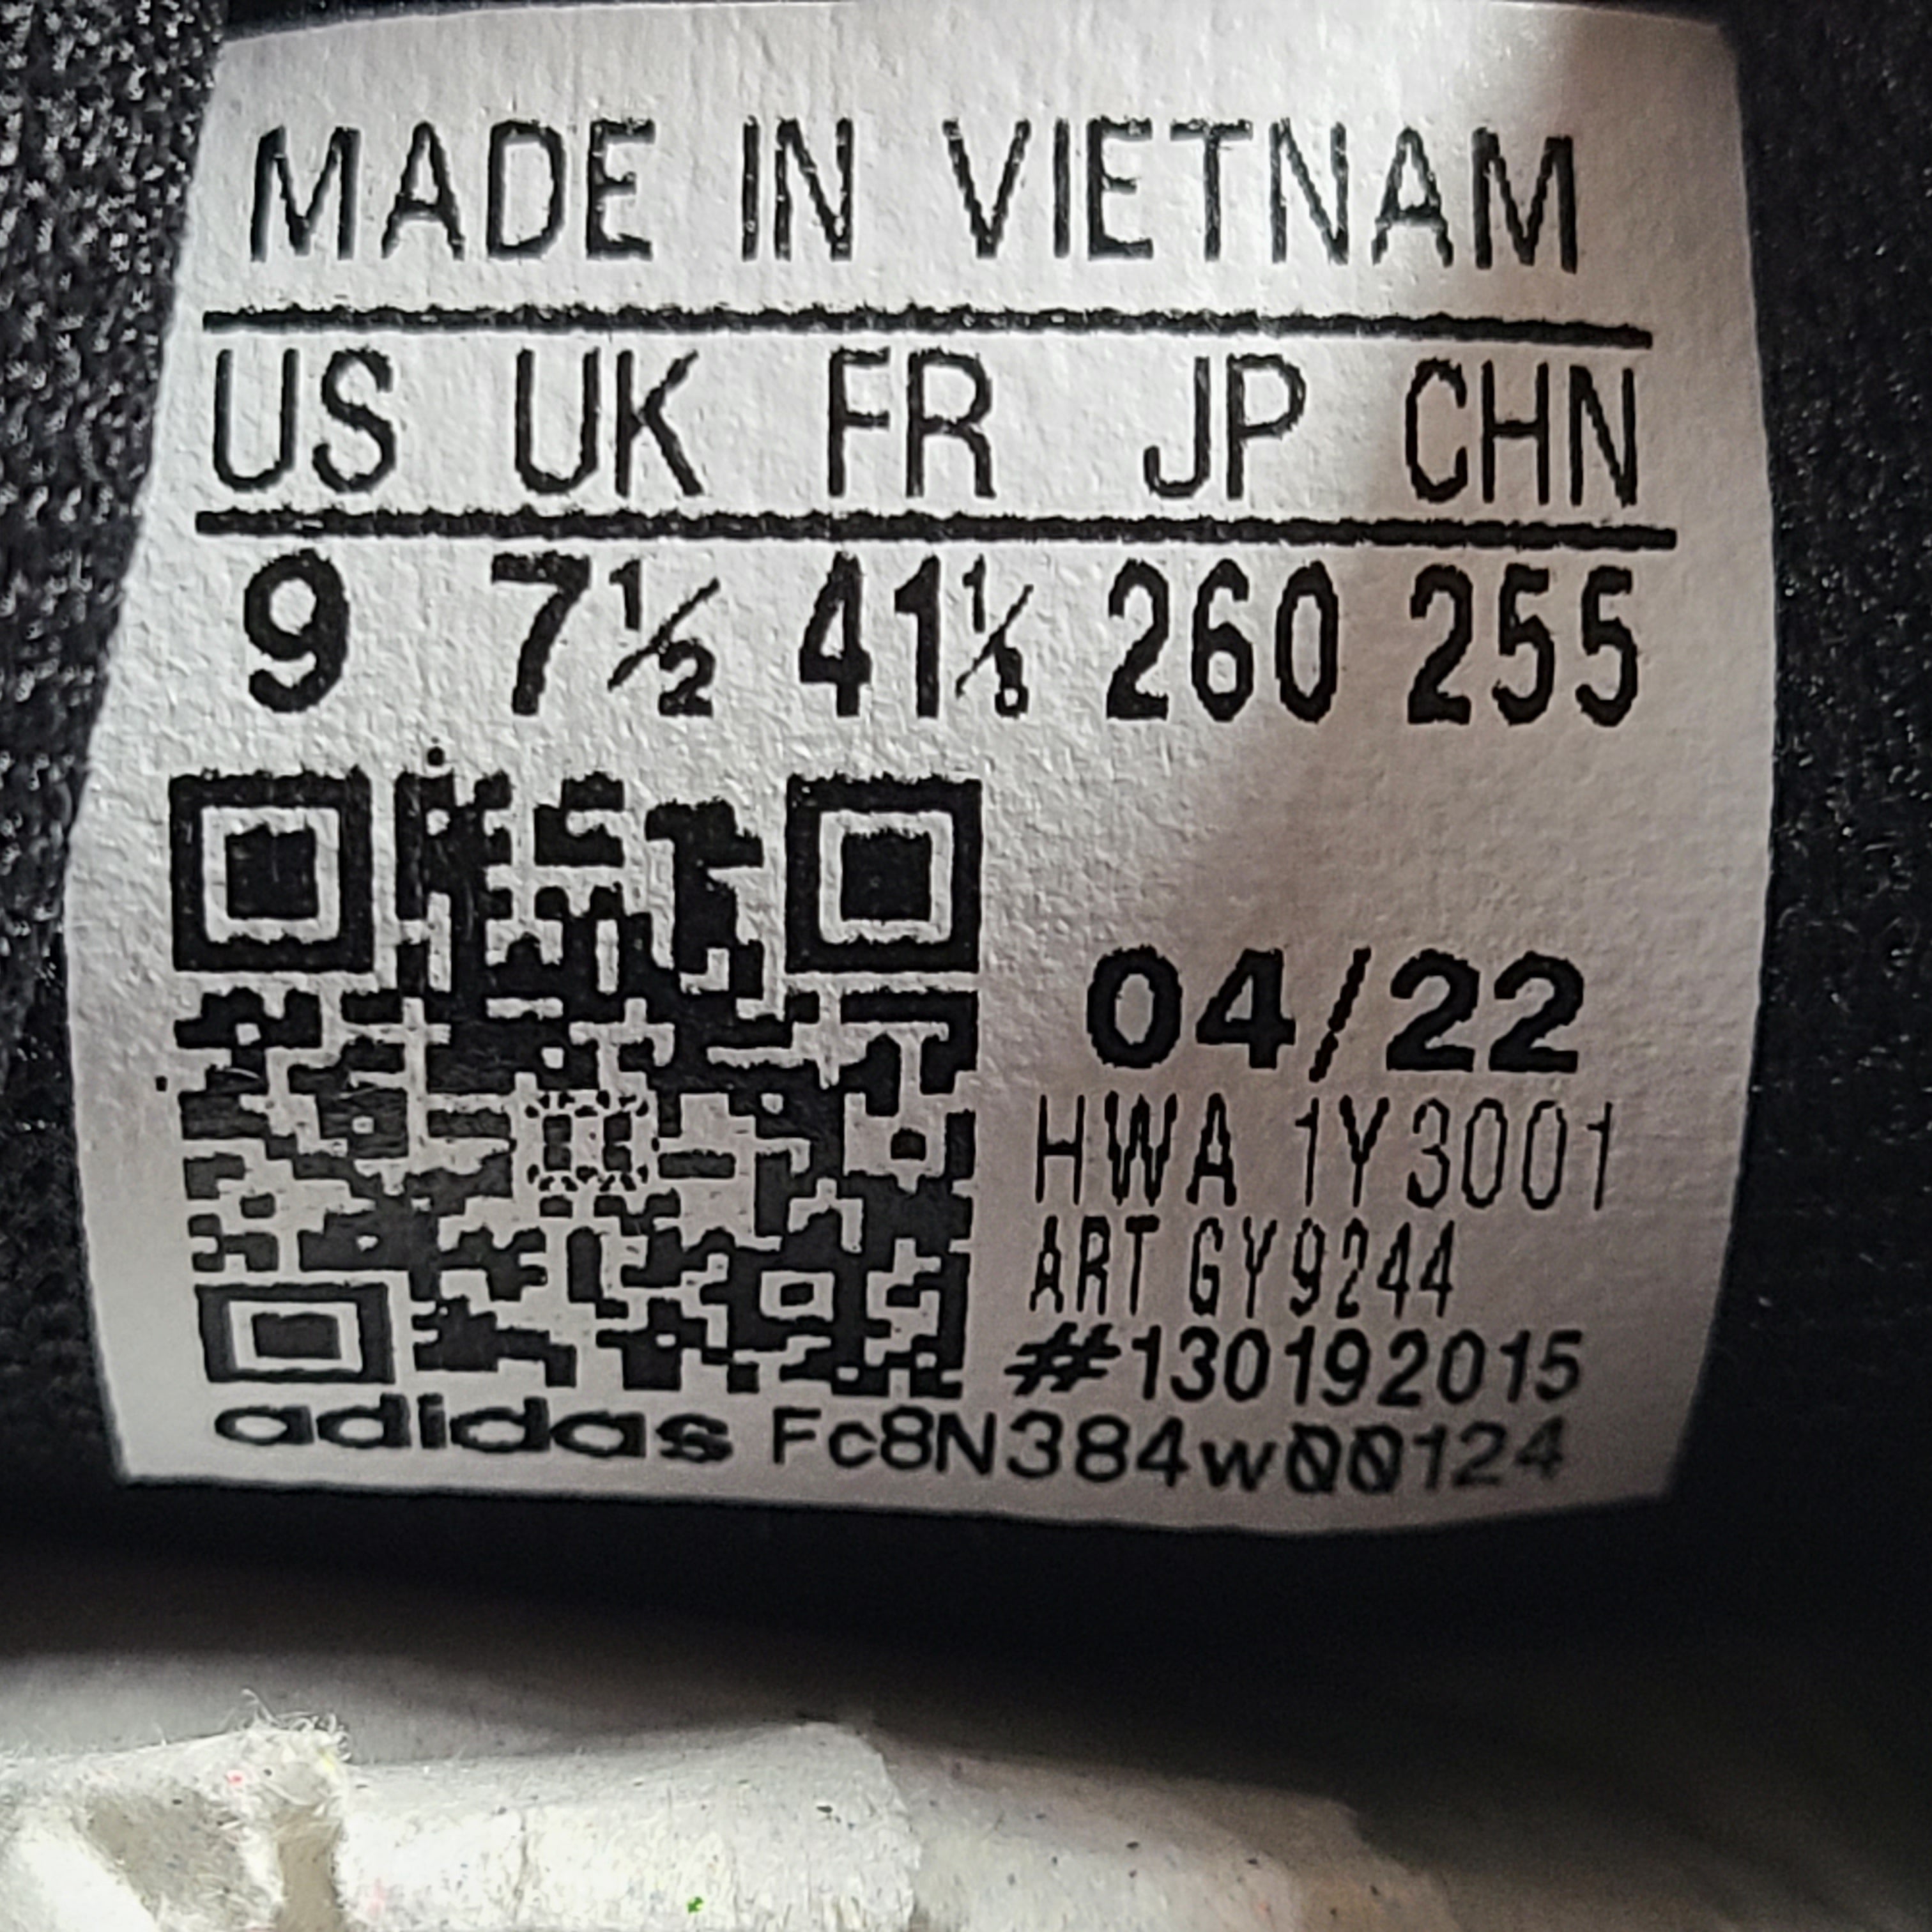 MADE IN VIETNAM
US UK FR JP CHN
9 7½ 41⅓ 260 255
04/22
HWA 1Y3001
ART GY9244
#130192015
adidas Fc8N384w00124